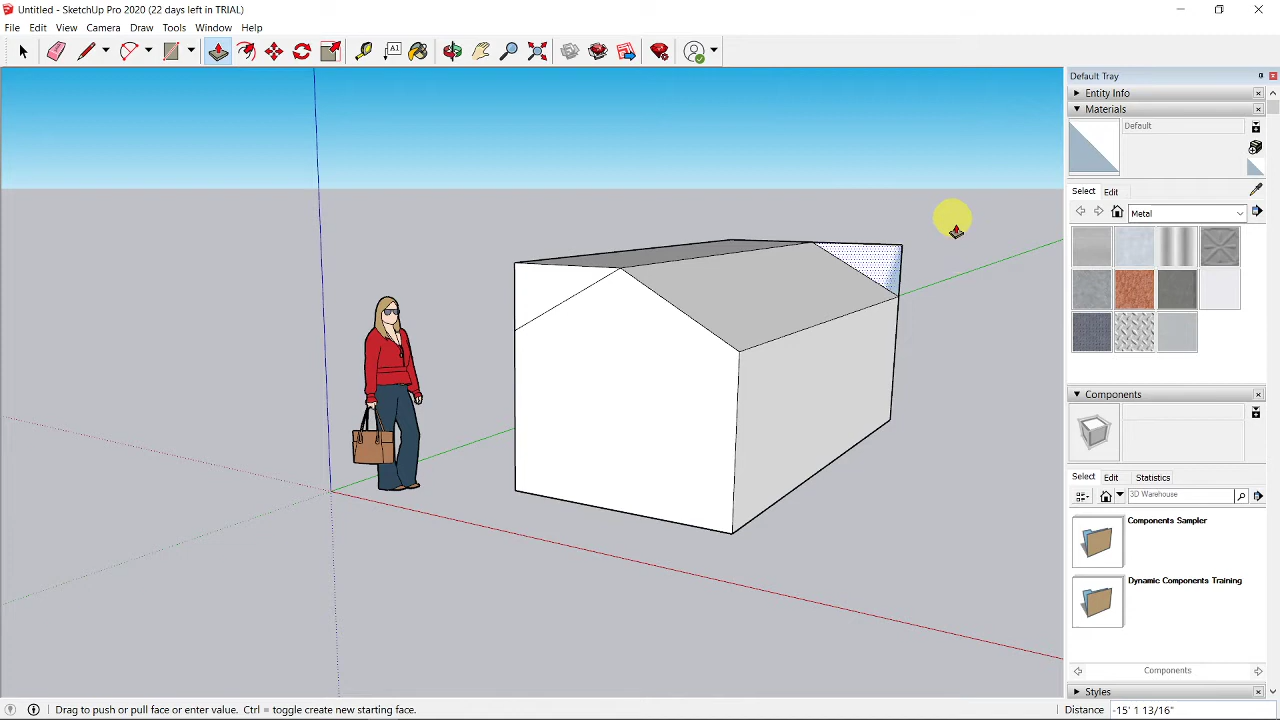 Untitled - SketchUp Pro 2020 (22 days left in TRIAL)
File Edit View Camera Draw Tools Window Help
A1
Default Tray
Entity Info
Materials
Default
Select Edit
Metal
Components
Select Edit Statistics
3D Warehouse
Components Sampler
Dynamic Components Training
Components
Styles
Drag to push or pull face or enter value. Ctrl = toggle create new starting face.
Distance -15' 1 13/16"